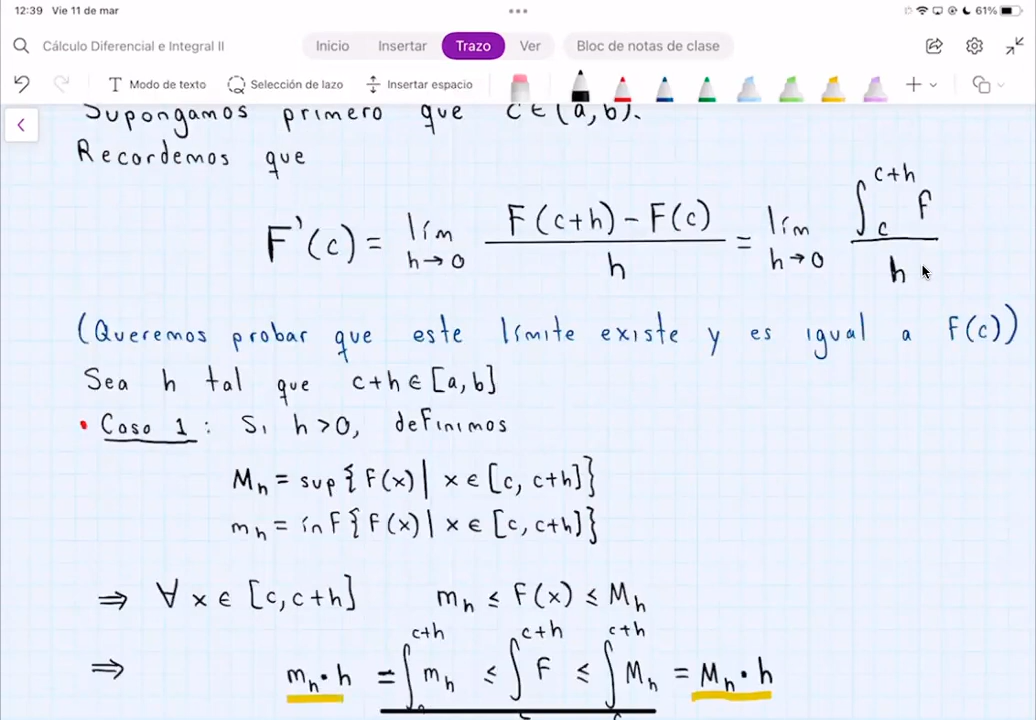 12:39 Vie 11 de mar 61%
Cálculo Diferencial e Integral II Inicio Insertar Trazo Ver Bloc de notas de clase
Modo de texto Selección de lazo Insertar espacio
Supongamos primero que c ∈ (a, b).
Recordemos que
F'(c) = lím h→0 F(c+h) - F(c) / h = lím h→0 ∫_c^{c+h} f / h
(Queremos probar que este límite existe y es igual a f(c))
Sea h tal que c+h ∈ [a, b]
• Caso 1: Si h > 0, definimos
M_h = sup { f(x) | x ∈ [c, c+h] }
m_h = inf { f(x) | x ∈ [c, c+h] }
⇒ ∀ x ∈ [c, c+h] m_h ≤ f(x) ≤ M_h
⇒ m_h · h = ∫^{c+h} m_h ≤ ∫^{c+h} f ≤ ∫^{c+h} M_h = M_h · h